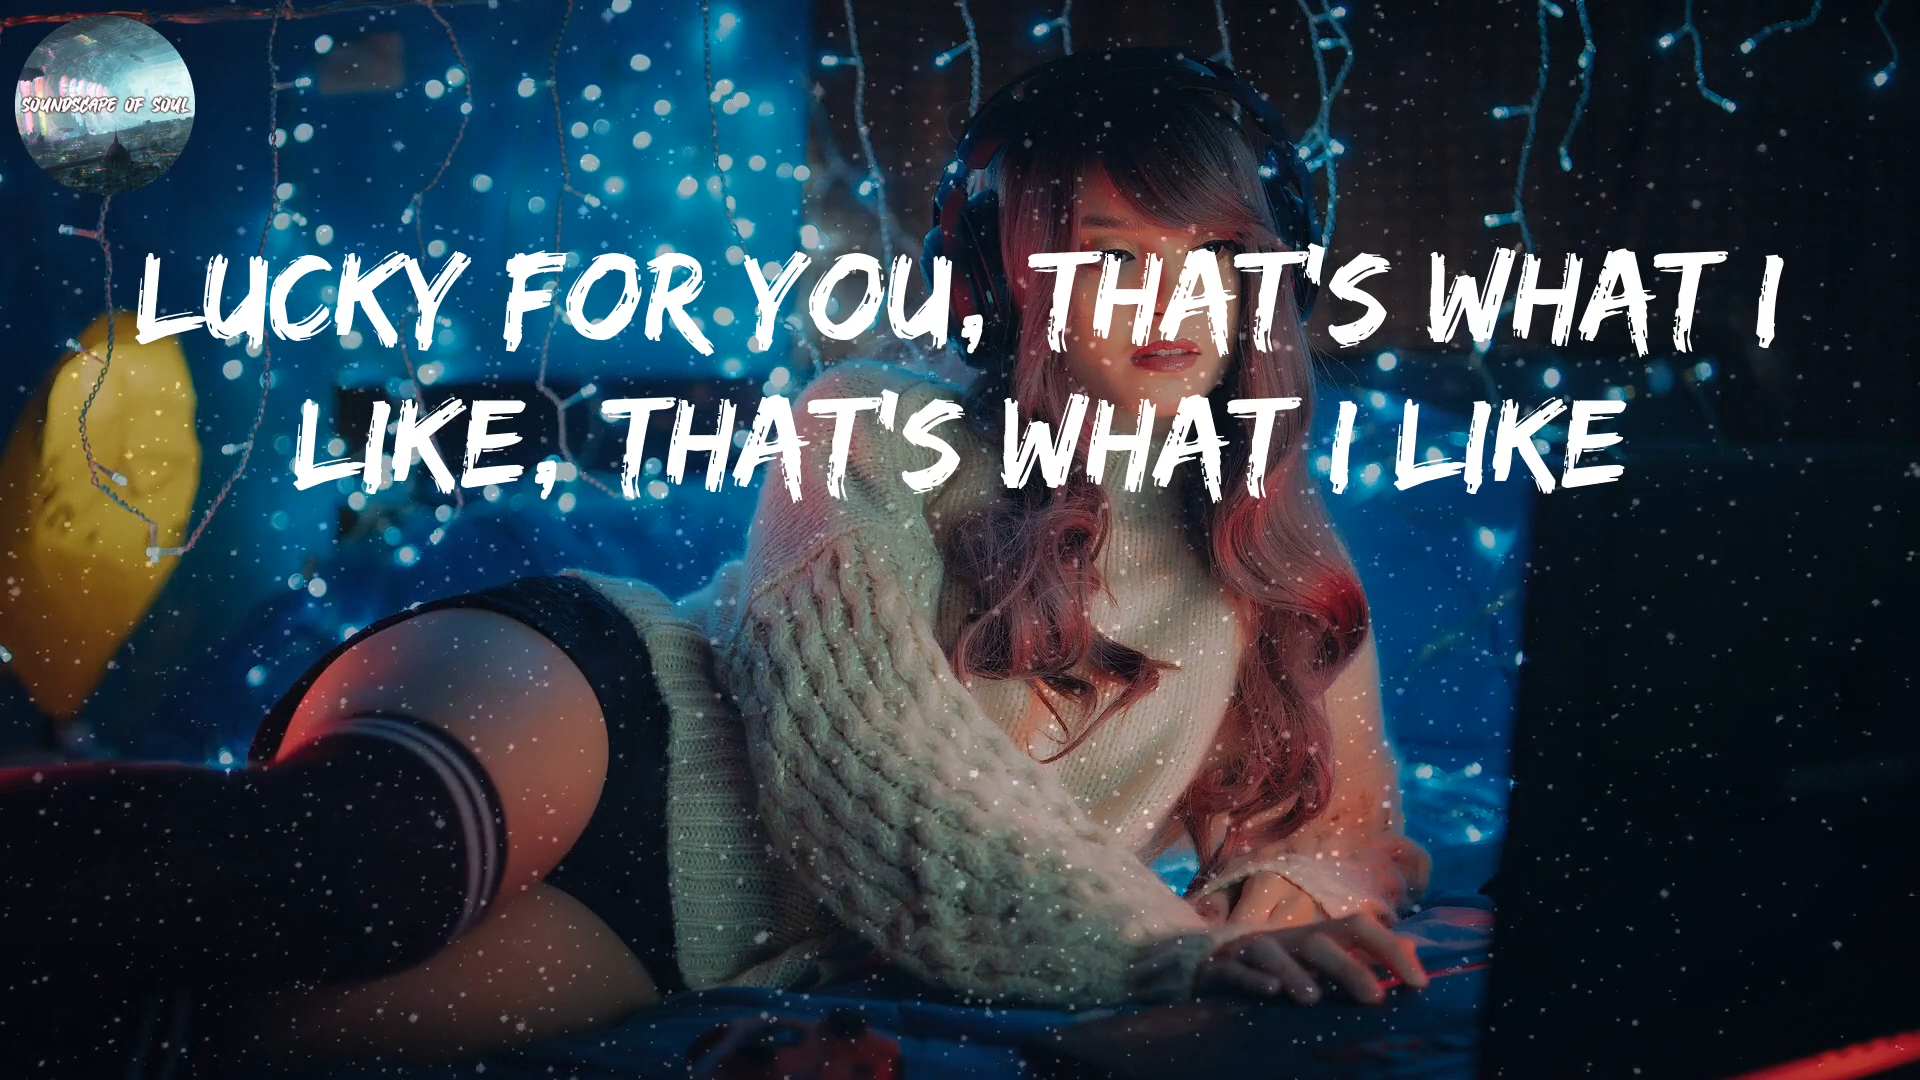 SOUNDSCAPE OF SOUL
LUCKY FOR YOU, THAT'S WHAT I
LIKE, THAT'S WHAT I LIKE